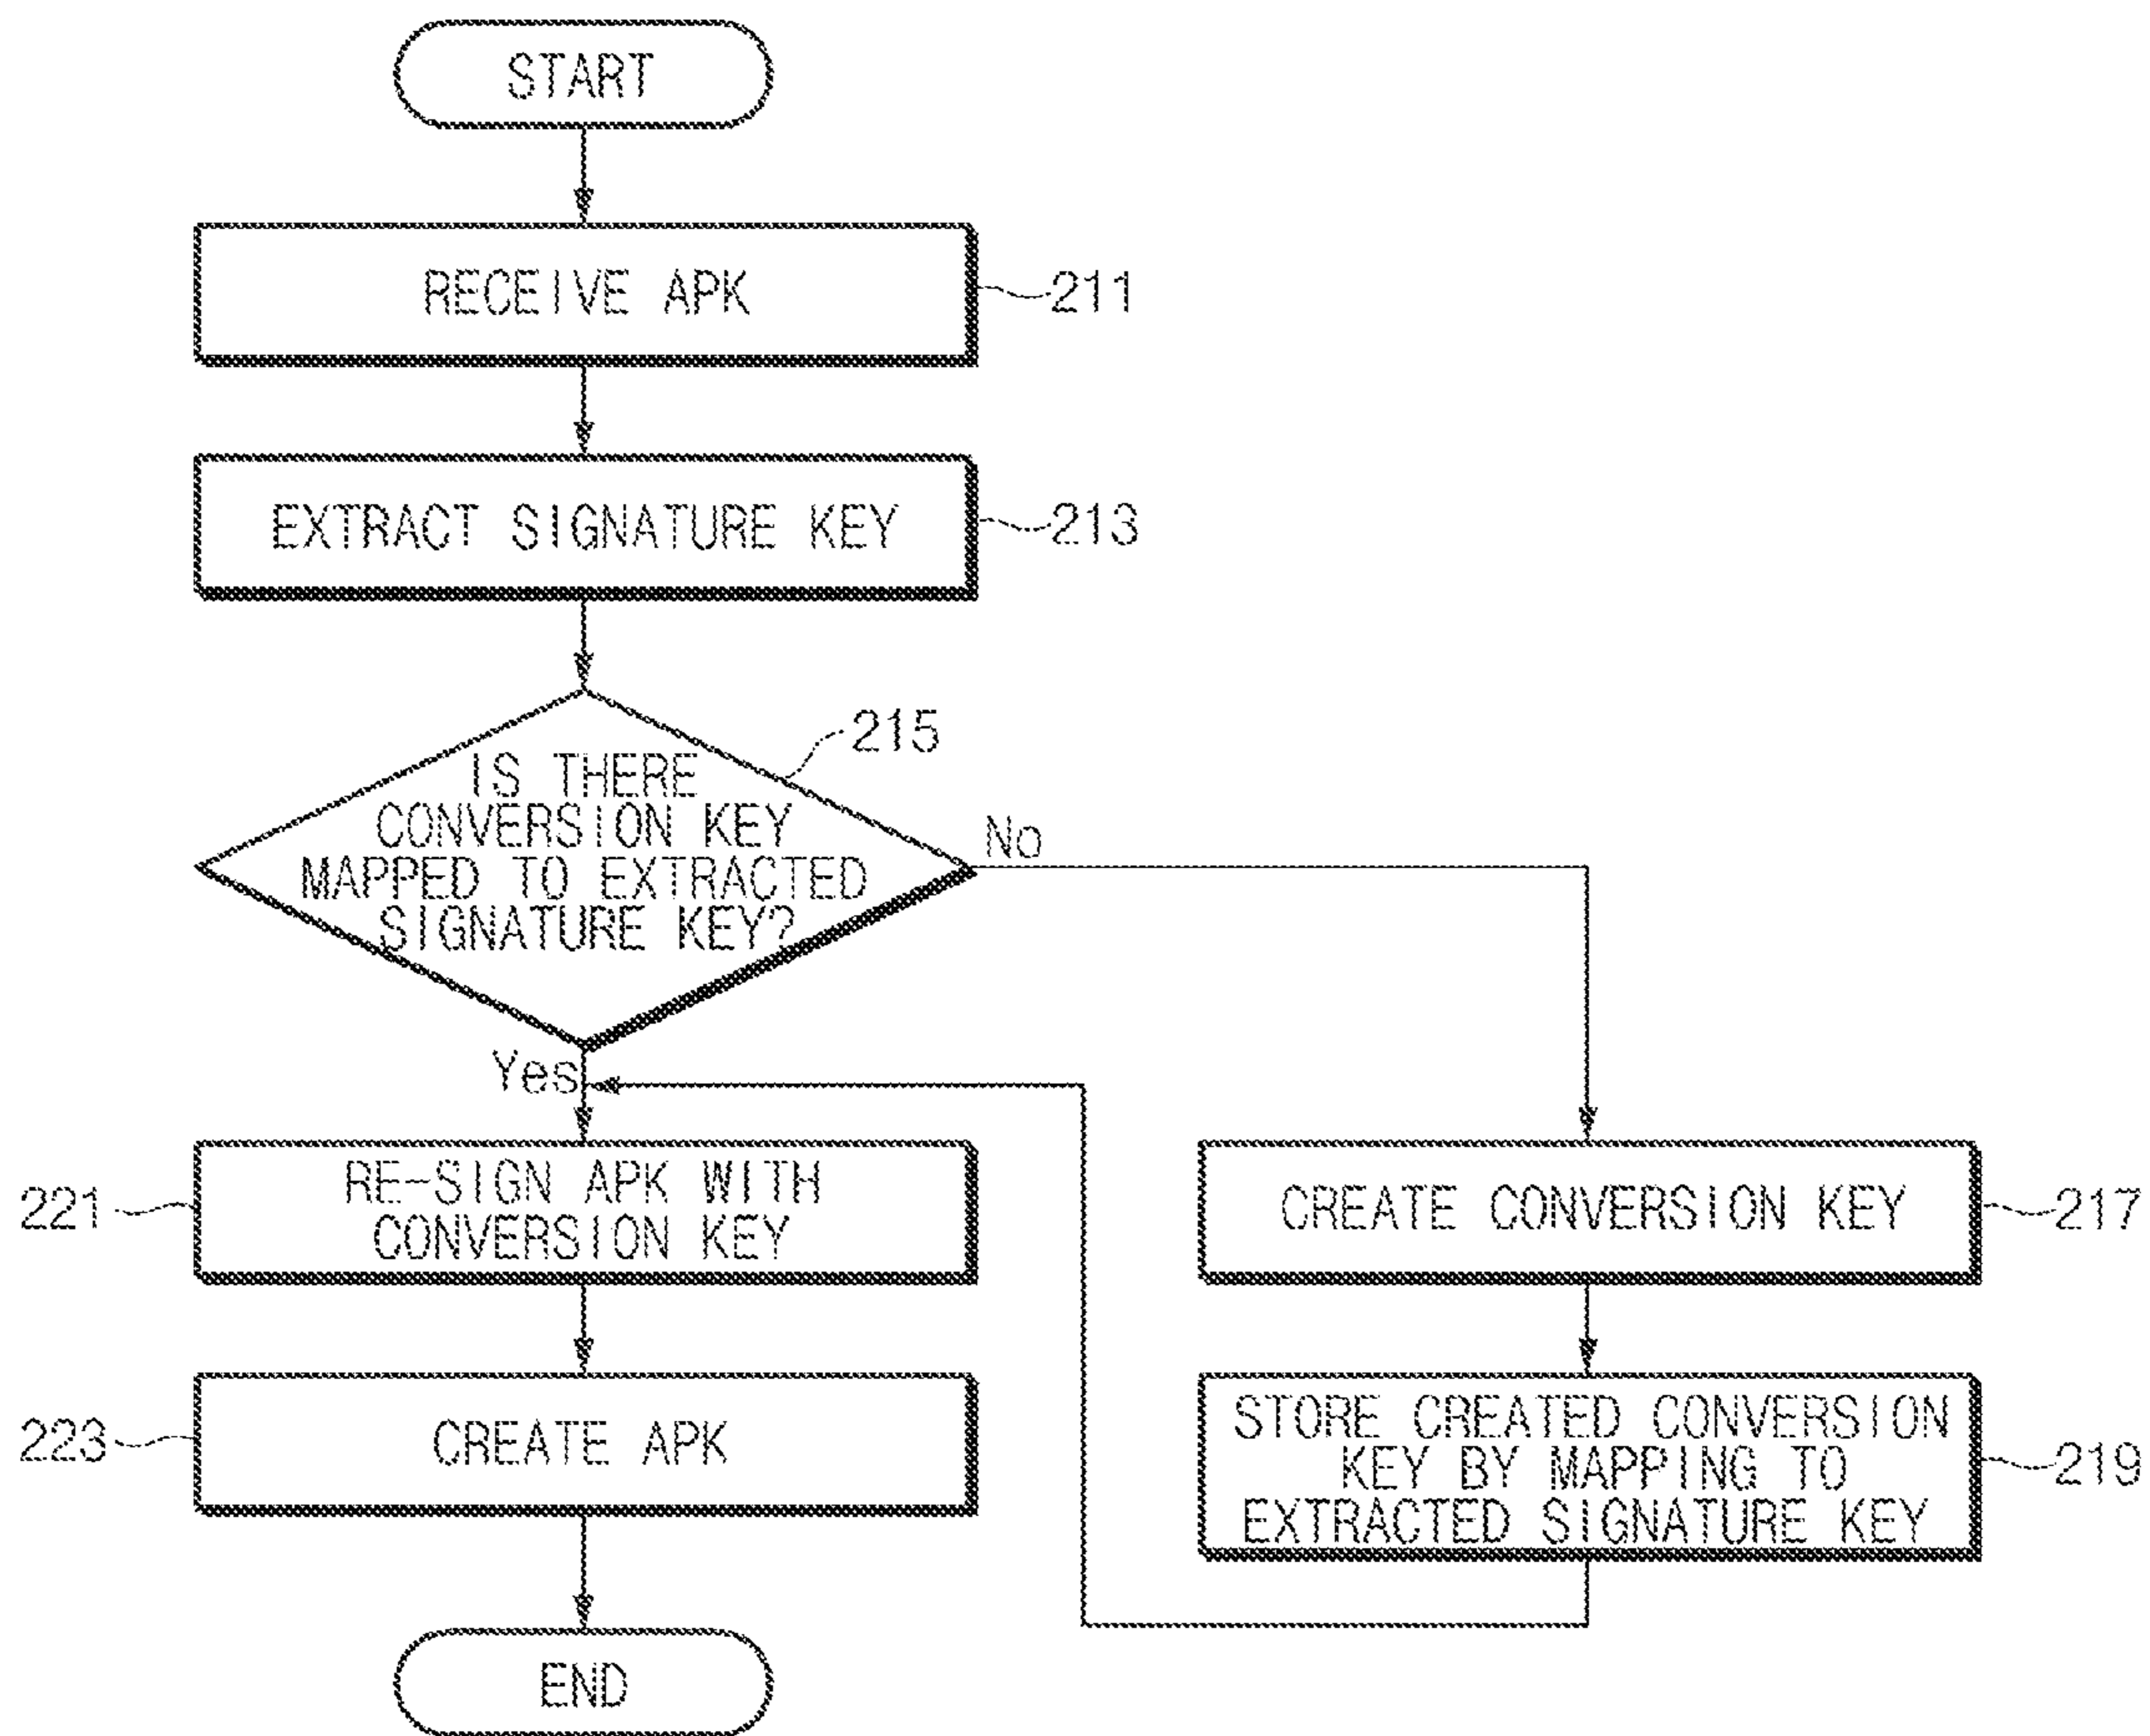 START
RECEIVE APK
211
EXTRACT SIGNATURE KEY
213
215
IS THERE
CONVERSION KEY
MAPPED TO EXTRACTED
SIGNATURE KEY?
No
Yes
221
RE-SIGN APK WITH
CONVERSION KEY
CREATE CONVERSION KEY
217
223
CREATE APK
STORE CREATED CONVERSION
KEY BY MAPPING TO
EXTRACTED SIGNATURE KEY
219
END